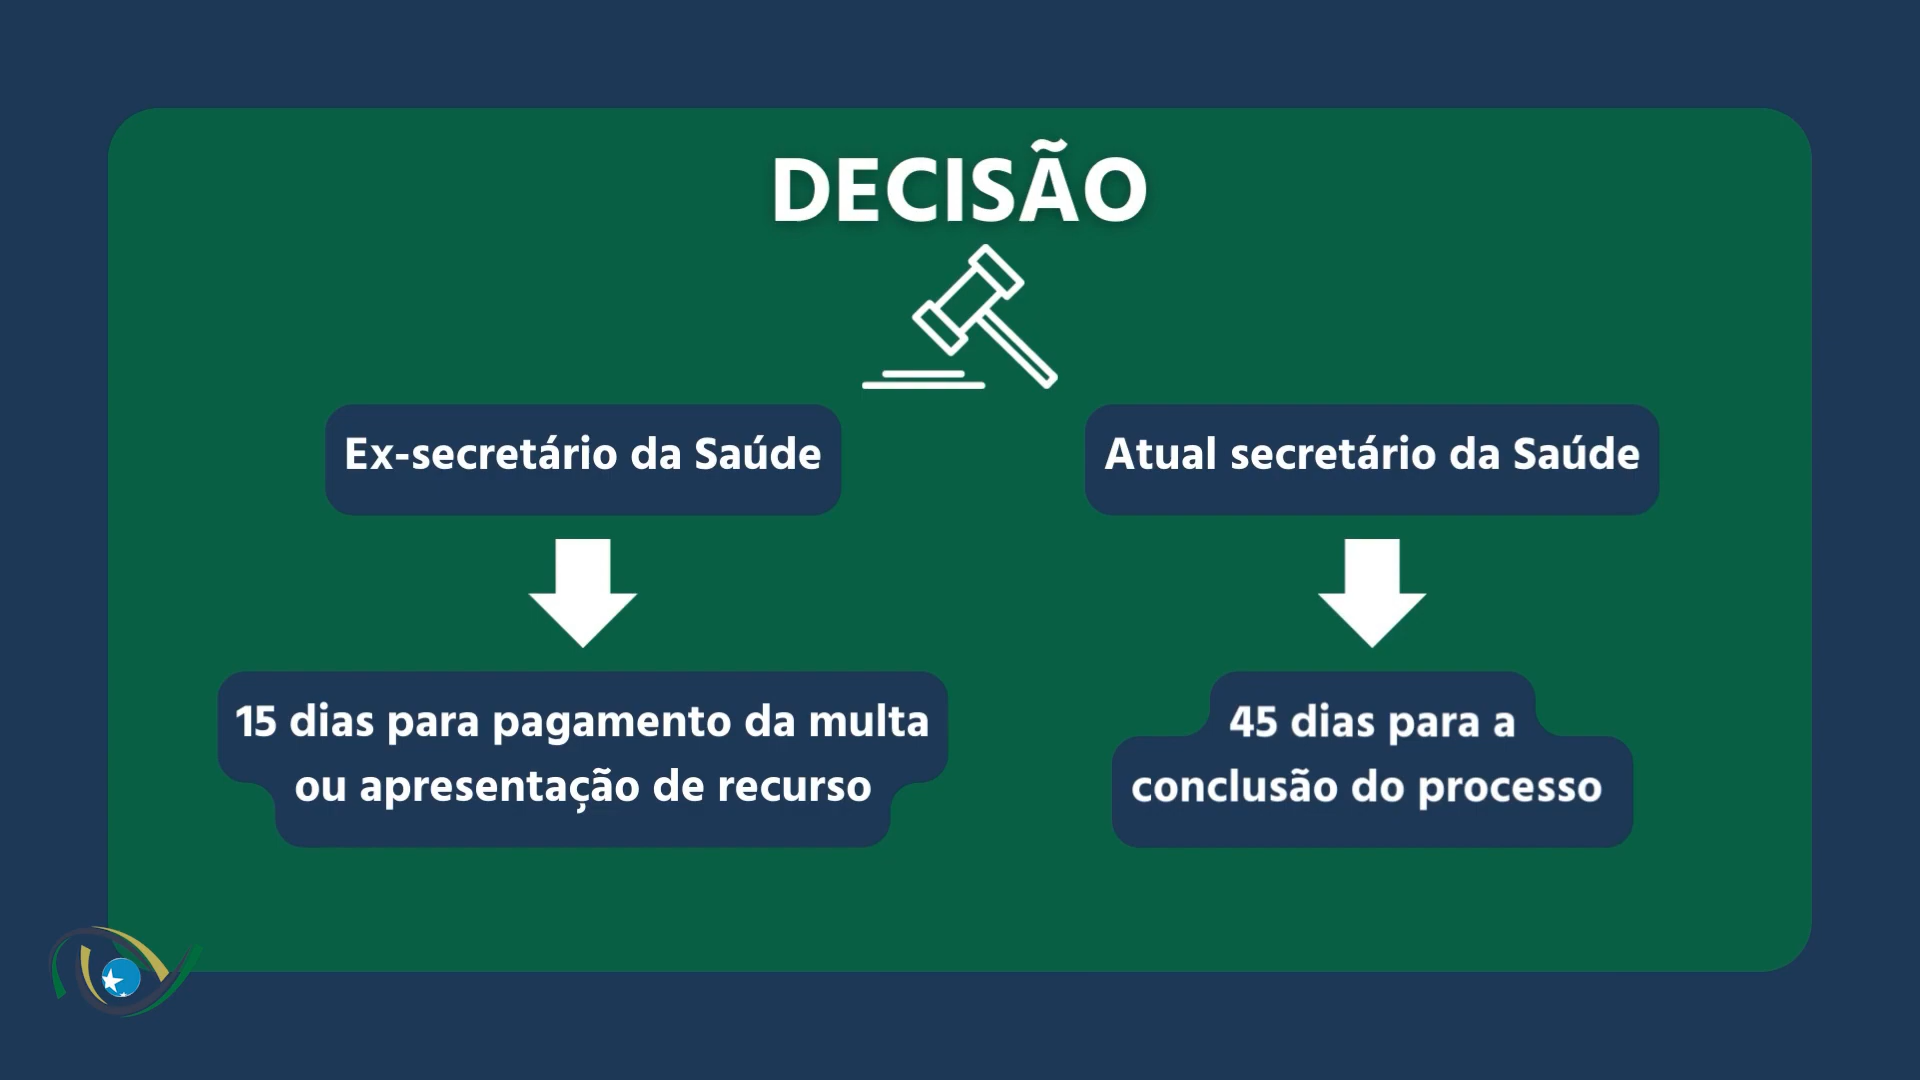 DECISÃO
Ex-secretário da Saúde
15 dias para pagamento da multa
ou apresentação de recurso
Atual secretário da Saúde
45 dias para a
conclusão do processo